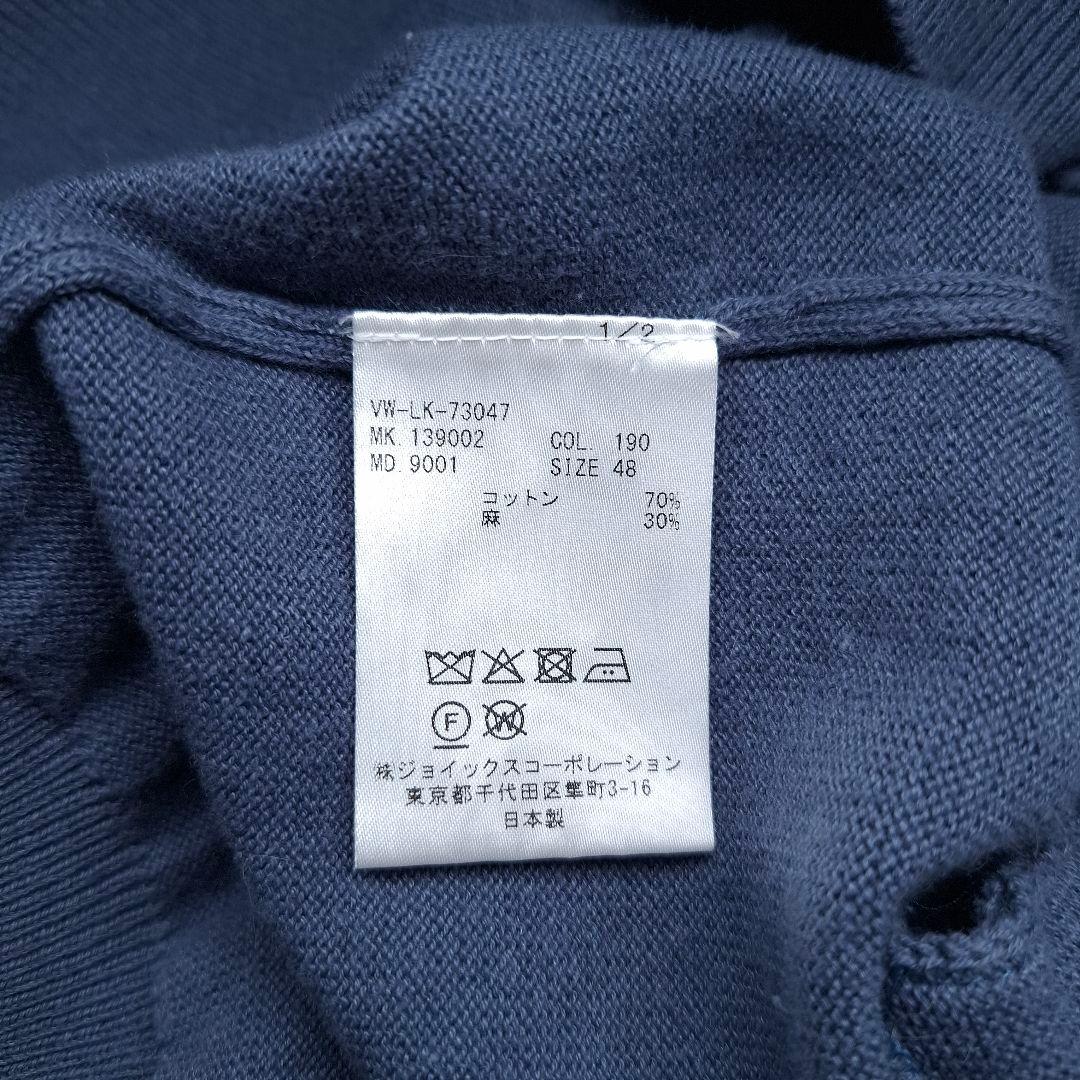 1/2
VW-LK-73047
MK. 139002 COL. 190
MD. 9001 SIZE 48
コットン 70%
麻 30%
F W
株ジョイックスコーポレーション
東京都千代田区隼町3-16
日本製